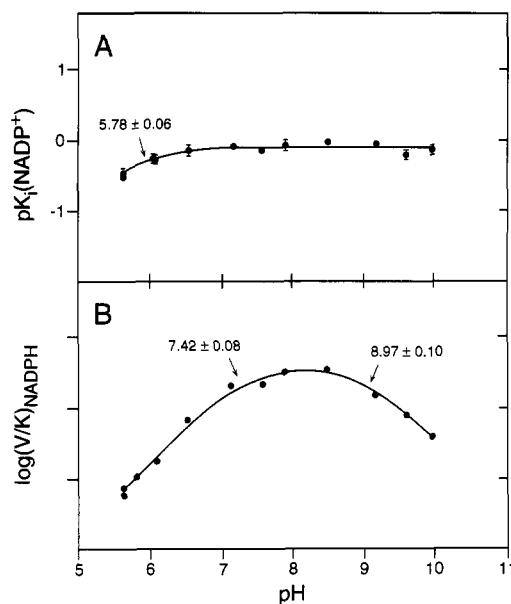 A
1
5.78 ± 0.06
0
-1
pKi(NADP+)
B
7.42 ± 0.08
8.97 ± 0.10
log(V/K)NADPH
5 6 7 8 9 10 11
pH